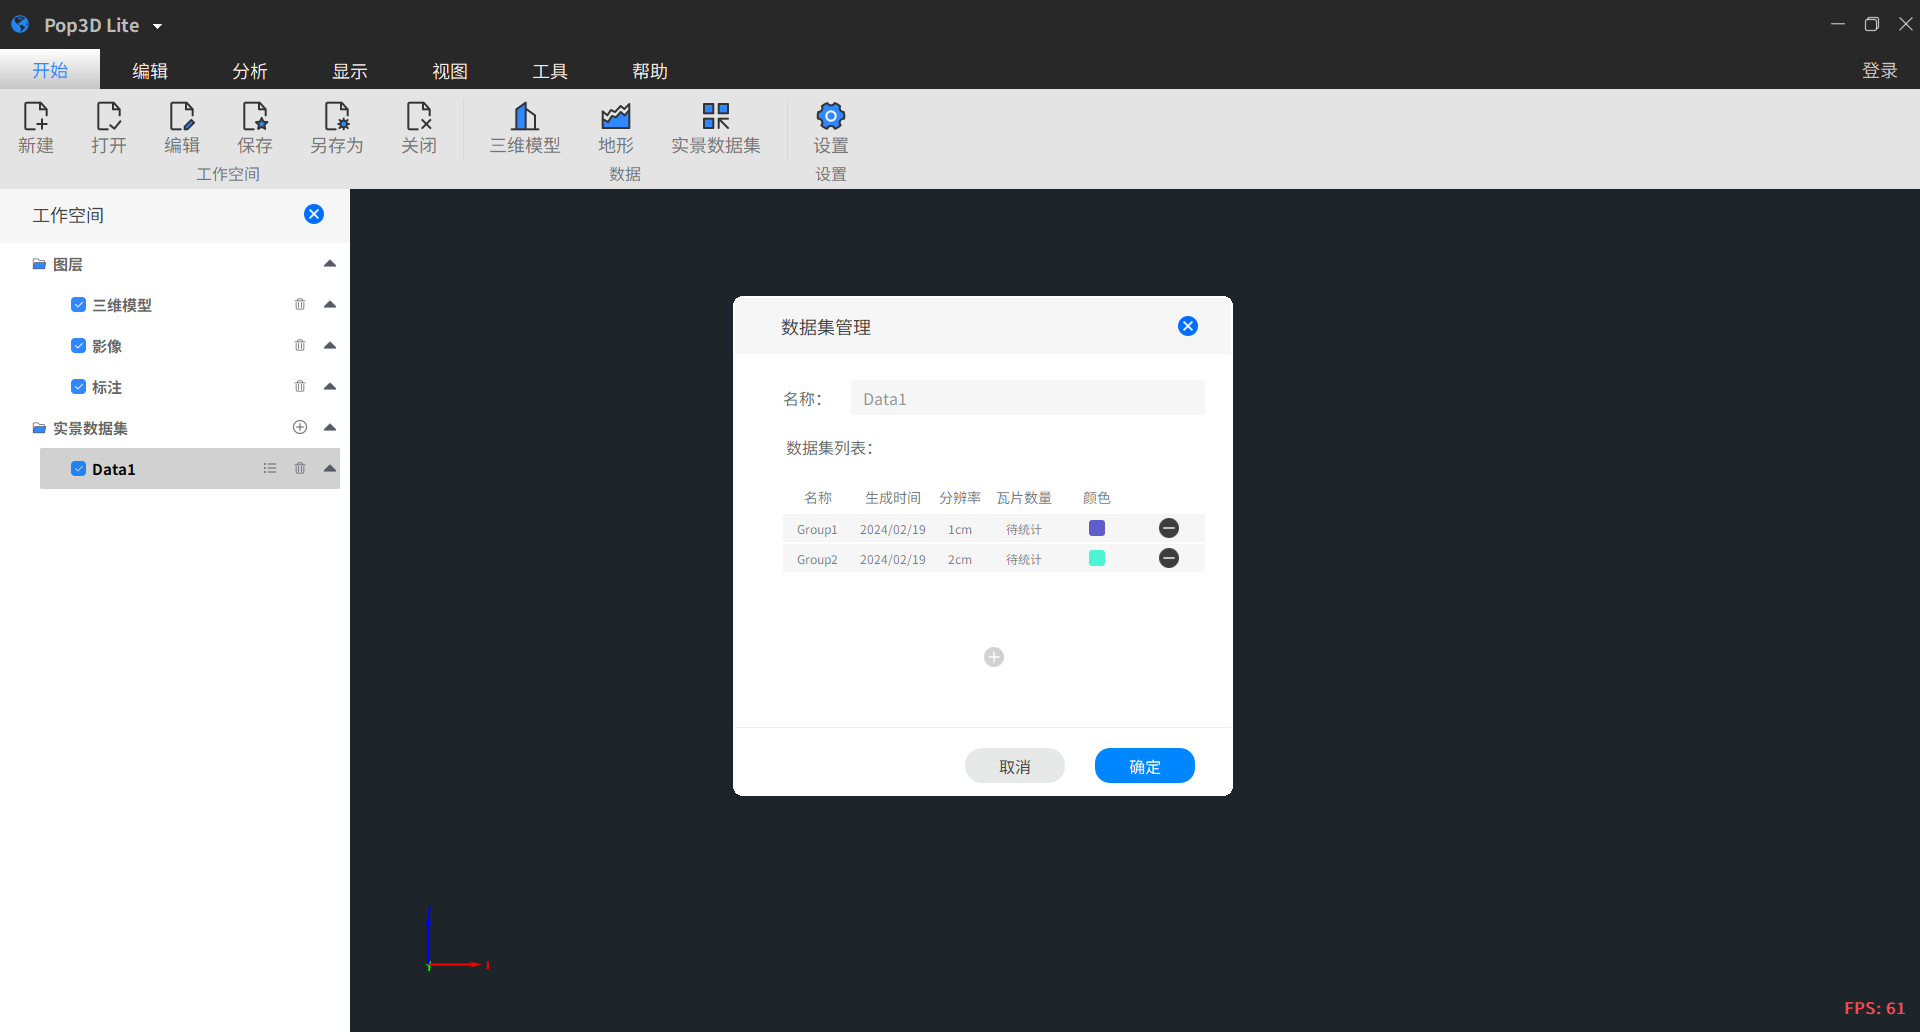 Pop3D Lite
开始 编辑 分析 显示 视图 工具 帮助 登录
新建 打开 编辑 保存 另存为 关闭 三维模型 地形 实景数据集 设置
工作空间 数据 设置
工作空间
图层
三维模型
影像
标注
实景数据集
Data1
数据集管理
名称: Data1
数据集列表:
名称 生成时间 分辨率 瓦片数量 颜色
Group1 2024/02/19 1cm 待统计
Group2 2024/02/19 2cm 待统计
取消 确定
FPS: 61